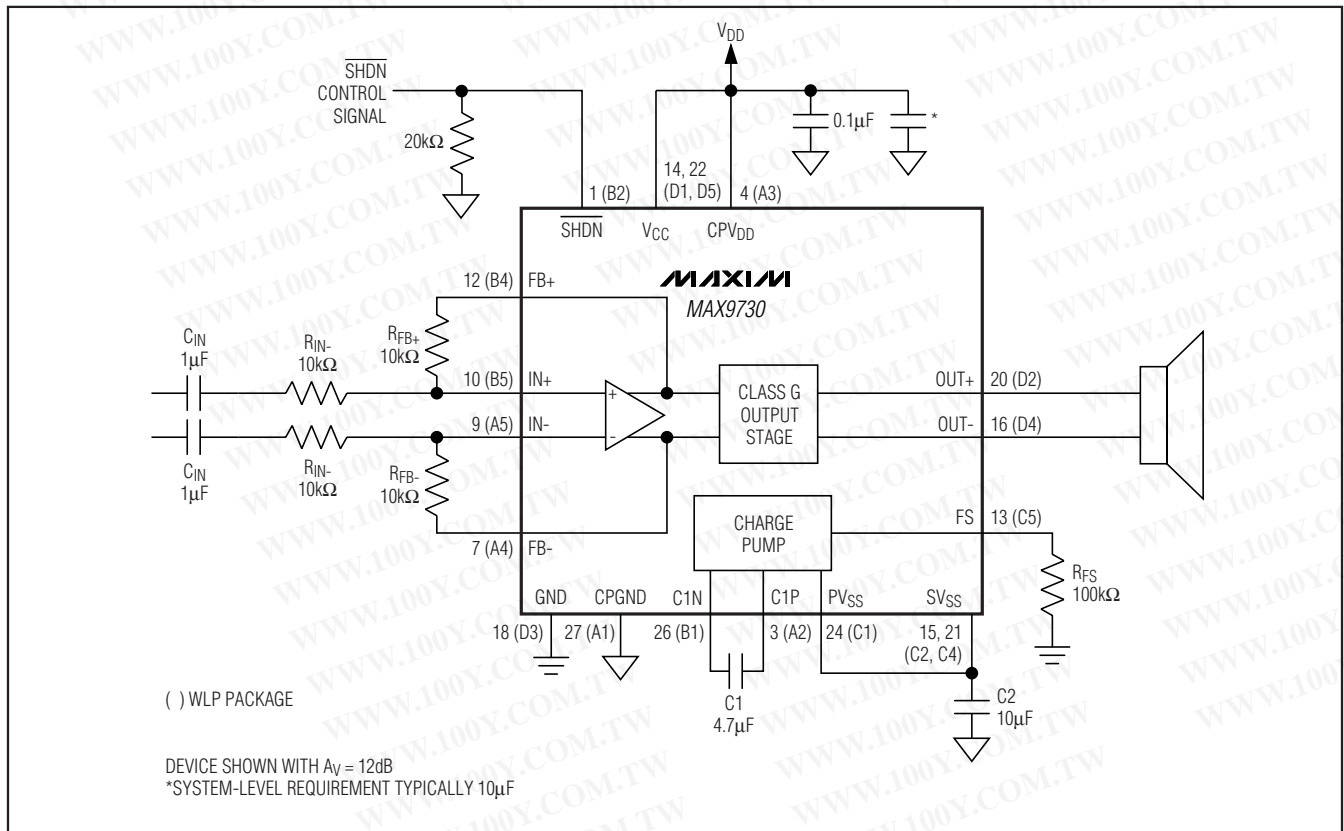 WWW.100Y.COM.TW
V_DD
SHDN
CONTROL
SIGNAL
20kΩ
0.1μF
*
1 (B2)
14, 22
(D1, D5)
4 (A3)
SHDN
V_CC
CPV_DD
MAXIM
MAX9730
12 (B4)
FB+
C_IN
1μF
R_IN-
10kΩ
R_FB+
10kΩ
10 (B5)
IN+
+
9 (A5)
IN-
-
C_IN
1μF
R_IN-
10kΩ
R_FB-
10kΩ
7 (A4)
FB-
CLASS G
OUTPUT
STAGE
OUT+
20 (D2)
OUT-
16 (D4)
CHARGE
PUMP
FS
13 (C5)
R_FS
100kΩ
GND
CPGND
C1N
C1P
PV_SS
SV_SS
18 (D3)
27 (A1)
26 (B1)
3 (A2)
24 (C1)
15, 21
(C2, C4)
C1
4.7μF
C2
10μF
( ) WLP PACKAGE
DEVICE SHOWN WITH A_V = 12dB
*SYSTEM-LEVEL REQUIREMENT TYPICALLY 10μF